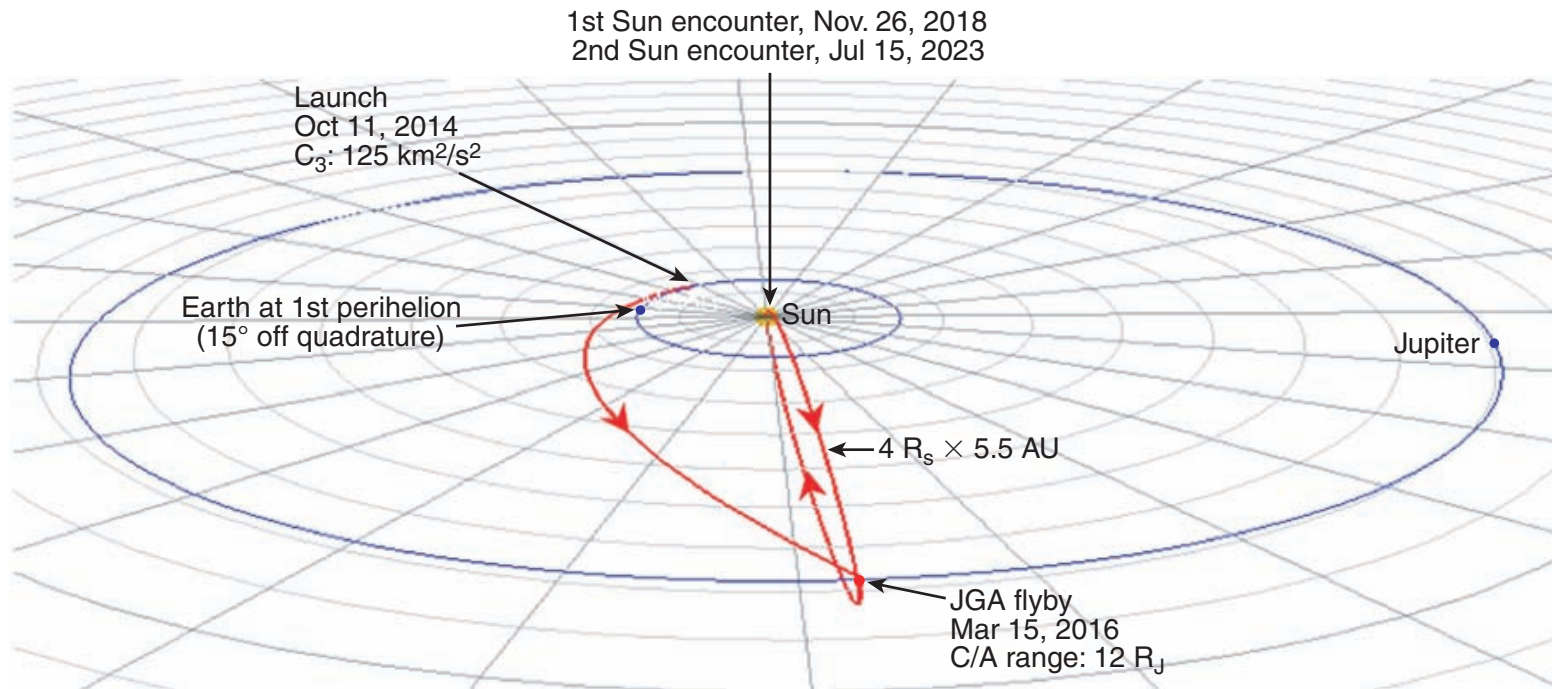 1st Sun encounter, Nov. 26, 2018
2nd Sun encounter, Jul 15, 2023
Launch
Oct 11, 2014
C₃: 125 km²/s²
Earth at 1st perihelion
(15° off quadrature)
Sun
Jupiter
4 Rₛ × 5.5 AU
JGA flyby
Mar 15, 2016
C/A range: 12 R_J